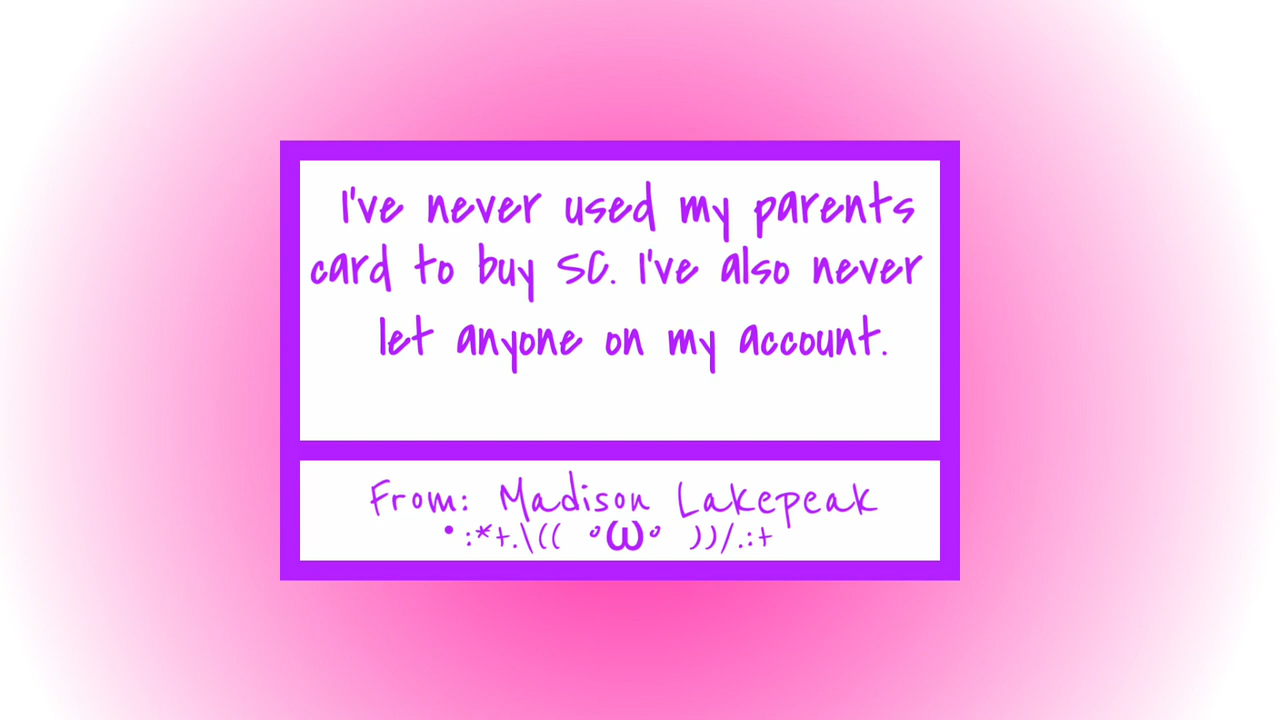 I've never used my parents
card to buy SC. I've also never
let anyone on my account.
From: Madison Lakepeak
•:*+.\(( °ω° ))/.:+